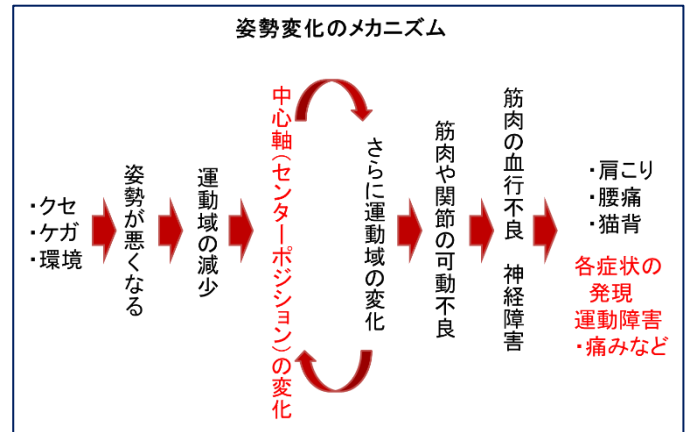 姿勢変化のメカニズム
・クセ
・ケガ
・環境
姿勢が悪くなる
運動域の減少
中心軸(センターポジション)の変化
さらに運動域の変化
筋肉や関節の可動不良
筋肉の血行不良　神経障害
・肩こり
・腰痛
・猫背
各症状の
発現
運動障害
・痛みなど